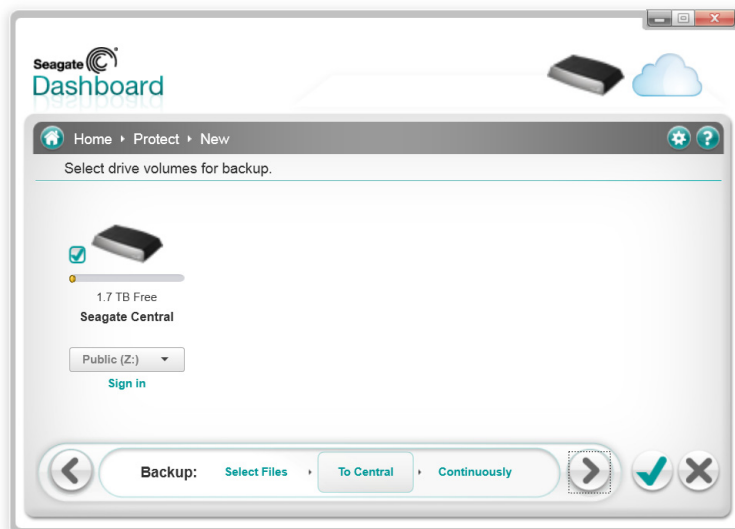 Seagate
Dashboard
Home ▸ Protect ▸ New
?
Select drive volumes for backup.
1.7 TB Free
Seagate Central
Public (Z:)
Sign in
Backup: Select Files ▸ To Central ▸ Continuously